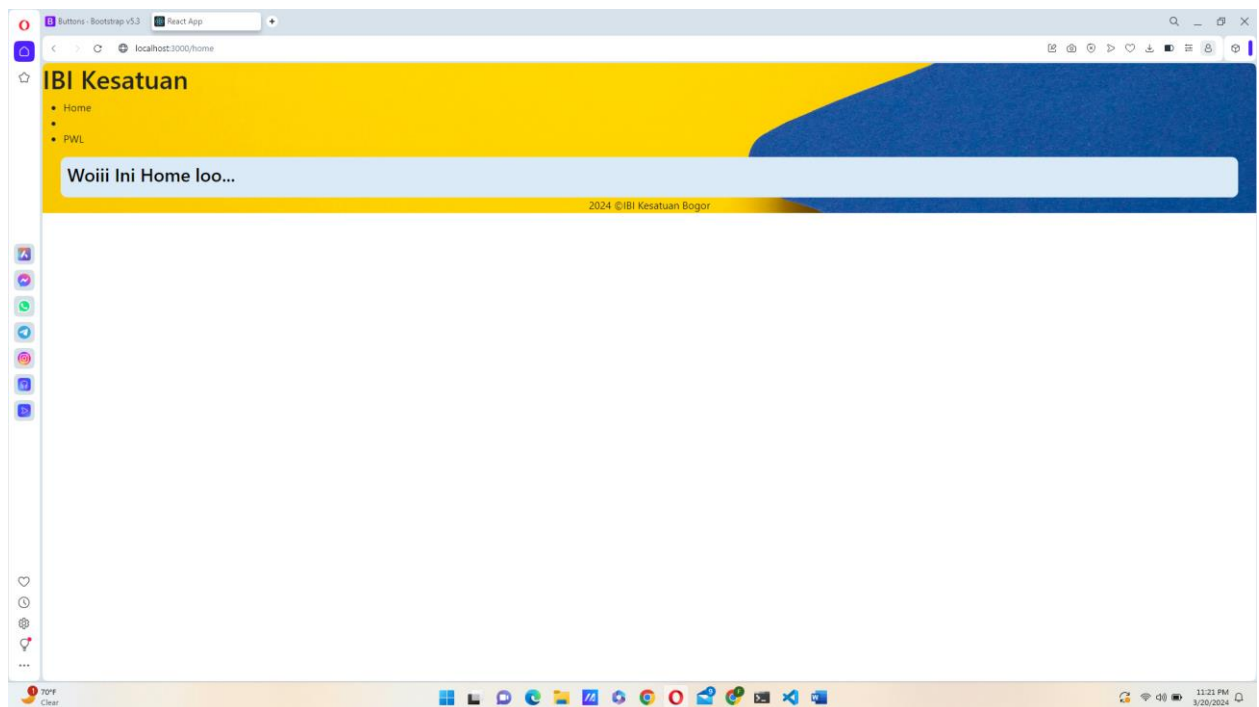 Buttons - Bootstrap v5.3
React App
localhost:3000/home
IBI Kesatuan
Home
PWL
Woiii Ini Home loo...
2024 ©IBI Kesatuan Bogor
1
70°F
Clear
11:21 PM
3/20/2024